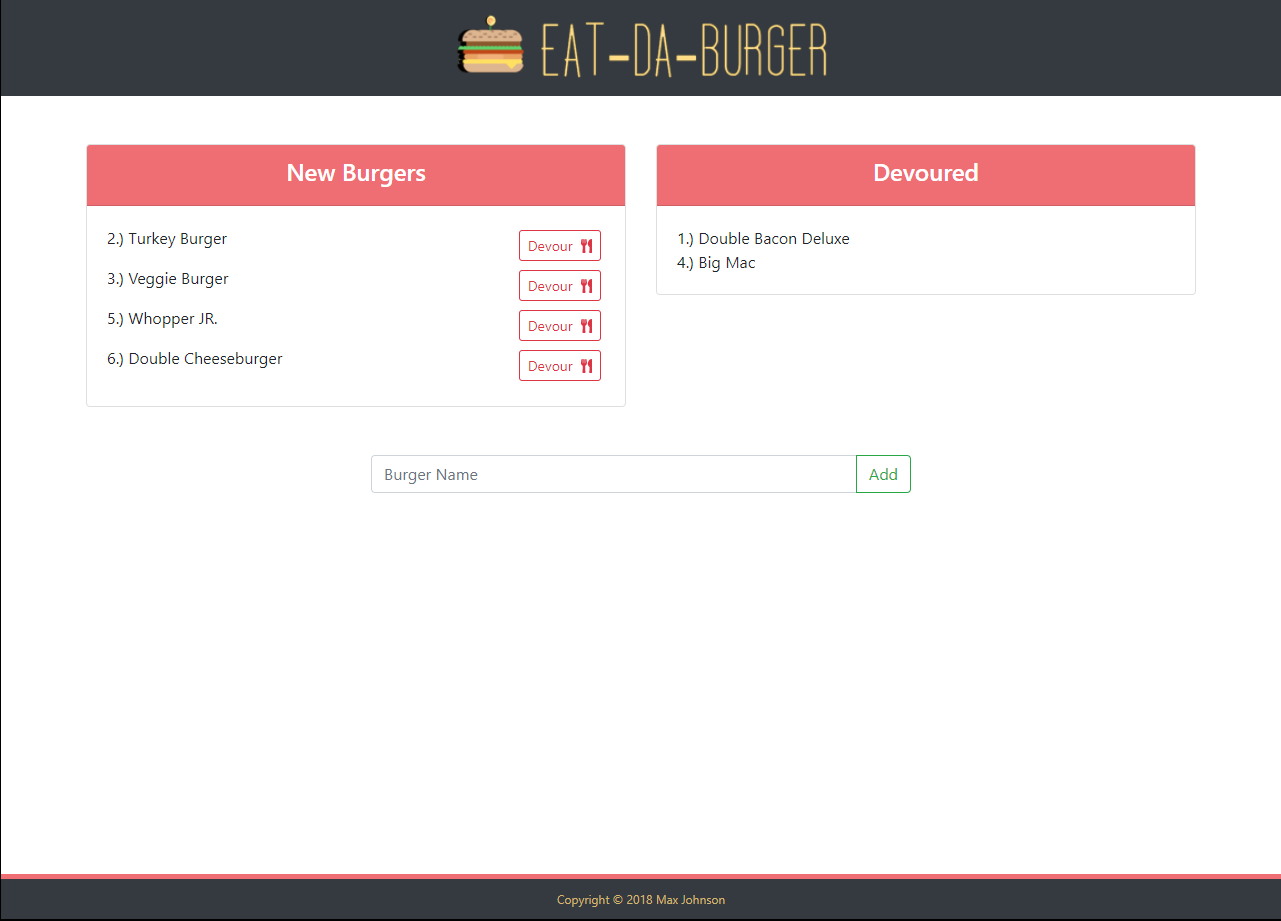 EAT-DA-BURGER
New Burgers
2.) Turkey Burger Devour
3.) Veggie Burger Devour
5.) Whopper JR. Devour
6.) Double Cheeseburger Devour
Devoured
1.) Double Bacon Deluxe
4.) Big Mac
Burger Name Add
Copyright © 2018 Max Johnson